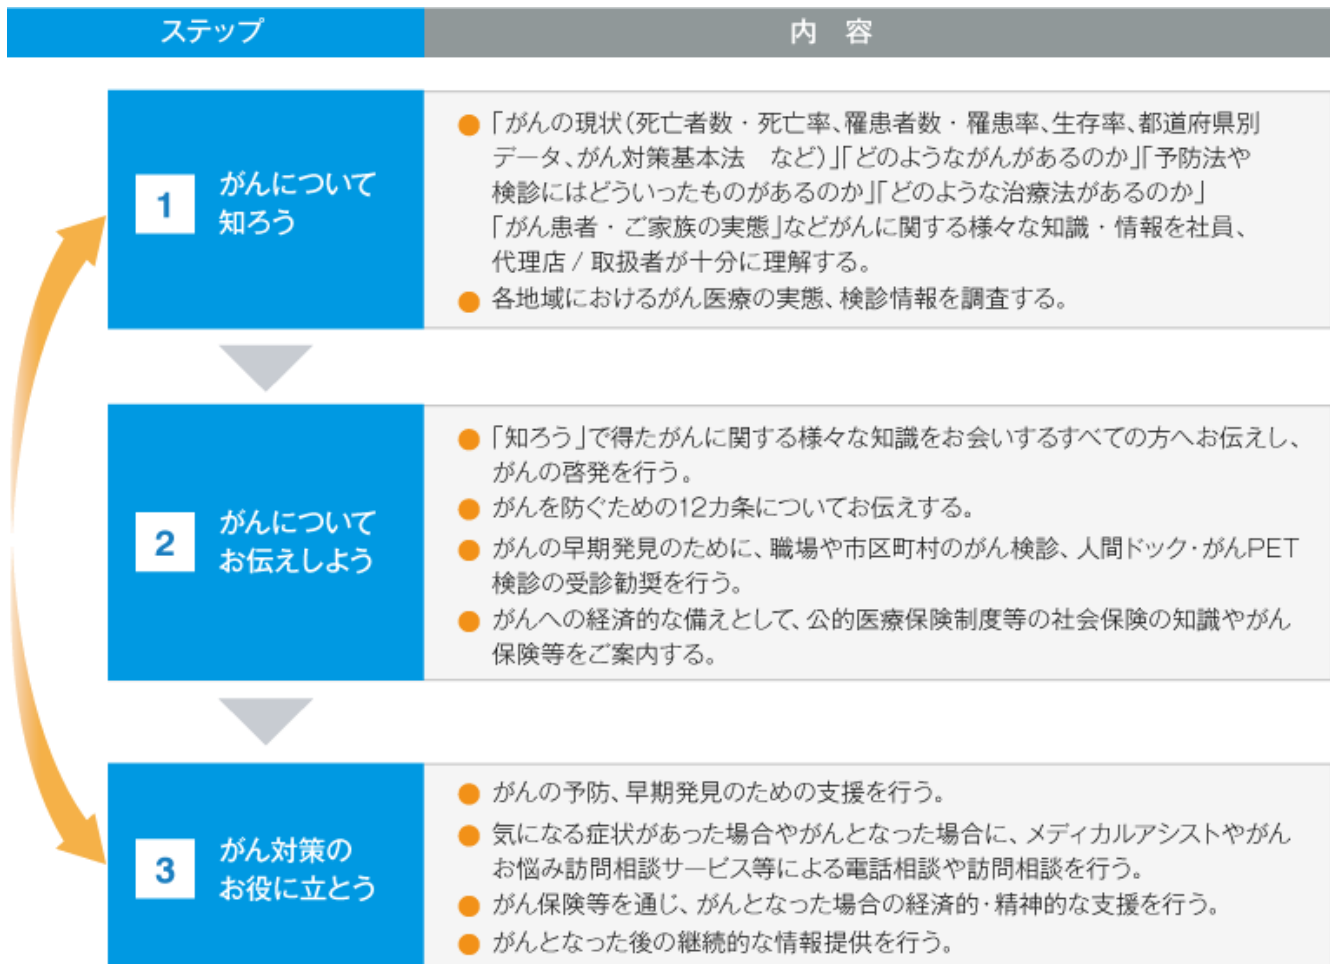 ステップ
内 容
1
がんについて
知ろう
● 「がんの現状(死亡者数・死亡率、罹患者数・罹患率、生存率、都道府県別
データ、がん対策基本法 など)」「どのようながんがあるのか」「予防法や
検診にはどういったものがあるのか」「どのような治療法があるのか」
「がん患者・ご家族の実態」などがんに関する様々な知識・情報を社員、
代理店/取扱者が十分に理解する。
● 各地域におけるがん医療の実態、検診情報を調査する。
2
がんについて
お伝えしよう
● 「知ろう」で得たがんに関する様々な知識をお会いするすべての方へお伝えし、
がんの啓発を行う。
● がんを防ぐための12カ条についてお伝えする。
● がんの早期発見のために、職場や市区町村のがん検診、人間ドック・がんPET
検診の受診勧奨を行う。
● がんへの経済的な備えとして、公的医療保険制度等の社会保険の知識やがん
保険等をご案内する。
3
がん対策の
お役に立とう
● がんの予防、早期発見のための支援を行う。
● 気になる症状があった場合やがんとなった場合に、メディカルアシストやがん
お悩み訪問相談サービス等による電話相談や訪問相談を行う。
● がん保険等を通じ、がんとなった場合の経済的・精神的な支援を行う。
● がんとなった後の継続的な情報提供を行う。